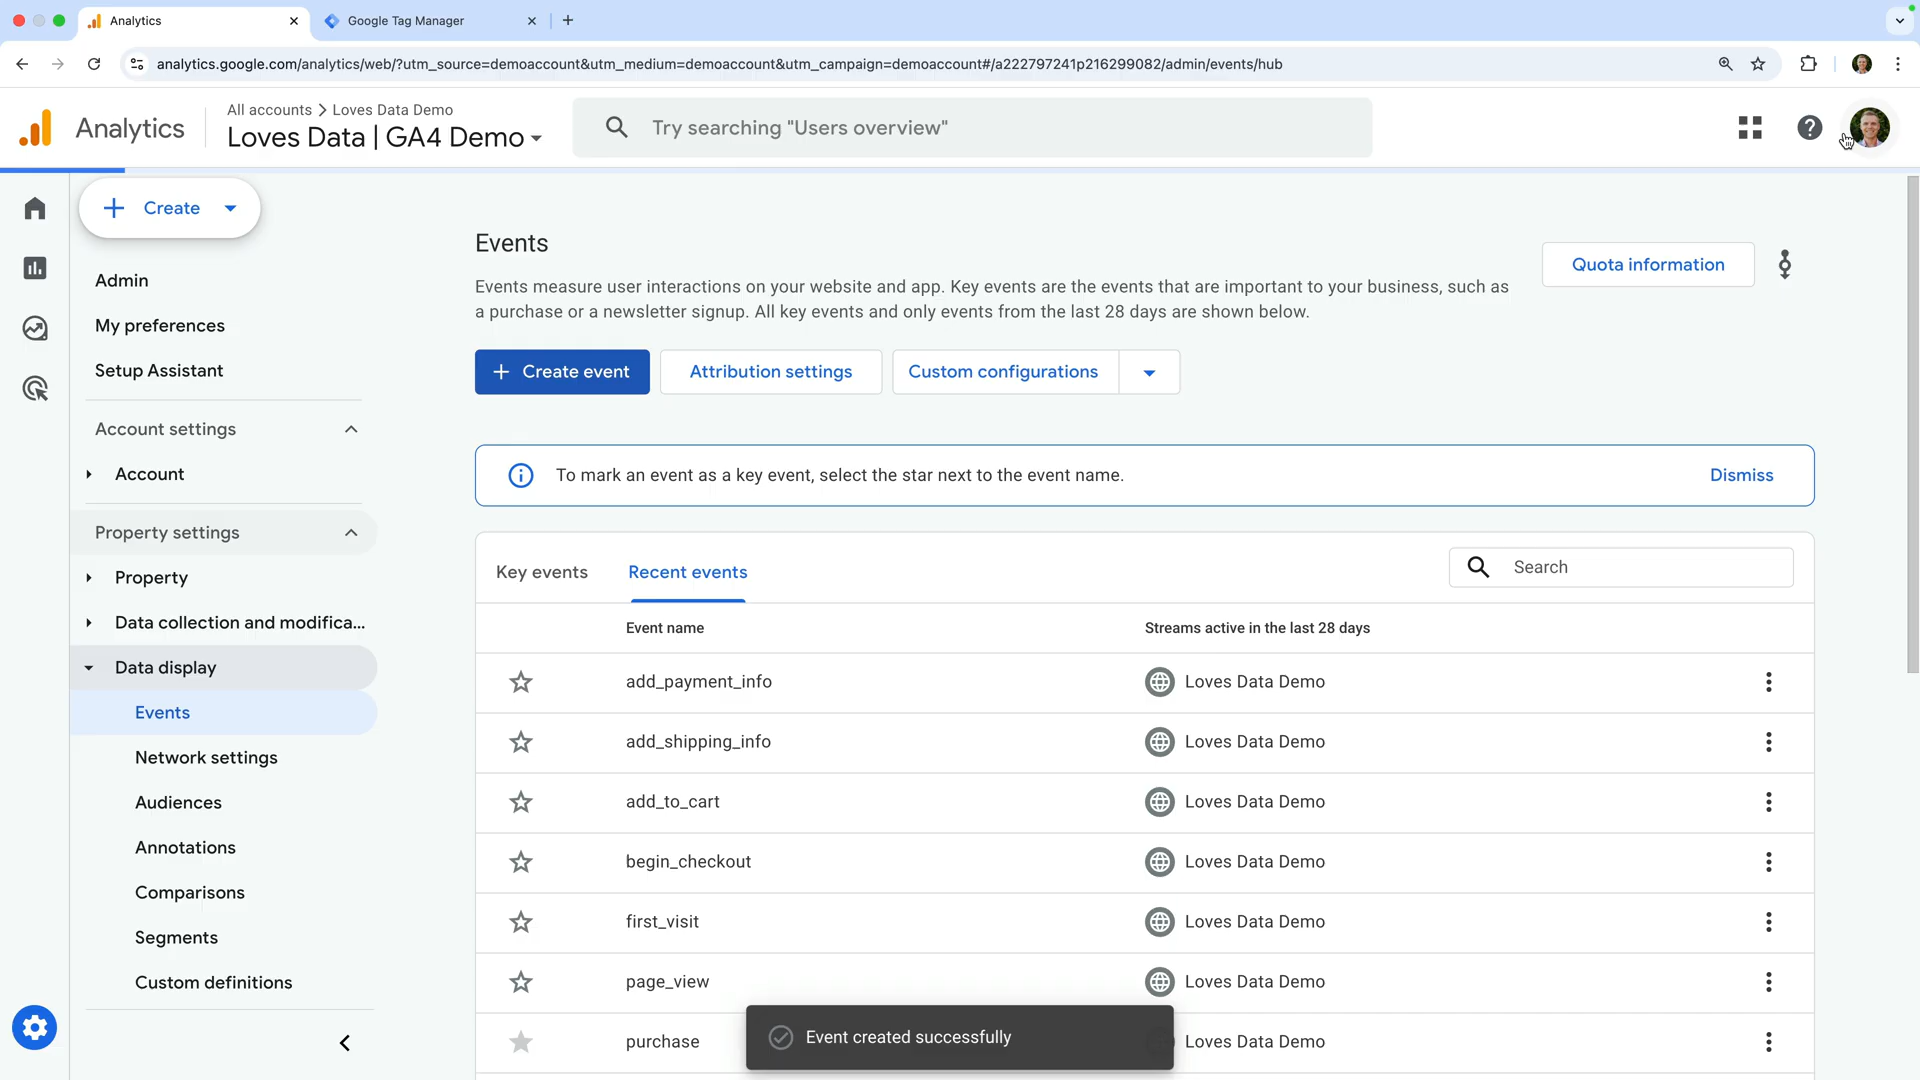 Analytics
Google Tag Manager
analytics.google.com/analytics/web/?utm_source=demoaccount&utm_medium=demoaccount&utm_campaign=demoaccount#/a222797241p216299082/admin/events/hub
Analytics
All accounts > Loves Data Demo
Loves Data | GA4 Demo
Try searching "Users overview"
Create
Admin
My preferences
Setup Assistant
Account settings
Account
Property settings
Property
Data collection and modifica...
Data display
Events
Network settings
Audiences
Annotations
Comparisons
Segments
Custom definitions
Events
Quota information
Events measure user interactions on your website and app. Key events are the events that are important to your business, such as
a purchase or a newsletter signup. All key events and only events from the last 28 days are shown below.
Create event
Attribution settings
Custom configurations
To mark an event as a key event, select the star next to the event name.
Dismiss
Key events
Recent events
Search
Event name
Streams active in the last 28 days
add_payment_info
Loves Data Demo
add_shipping_info
Loves Data Demo
add_to_cart
Loves Data Demo
begin_checkout
Loves Data Demo
first_visit
Loves Data Demo
page_view
Loves Data Demo
purchase
Loves Data Demo
Event created successfully